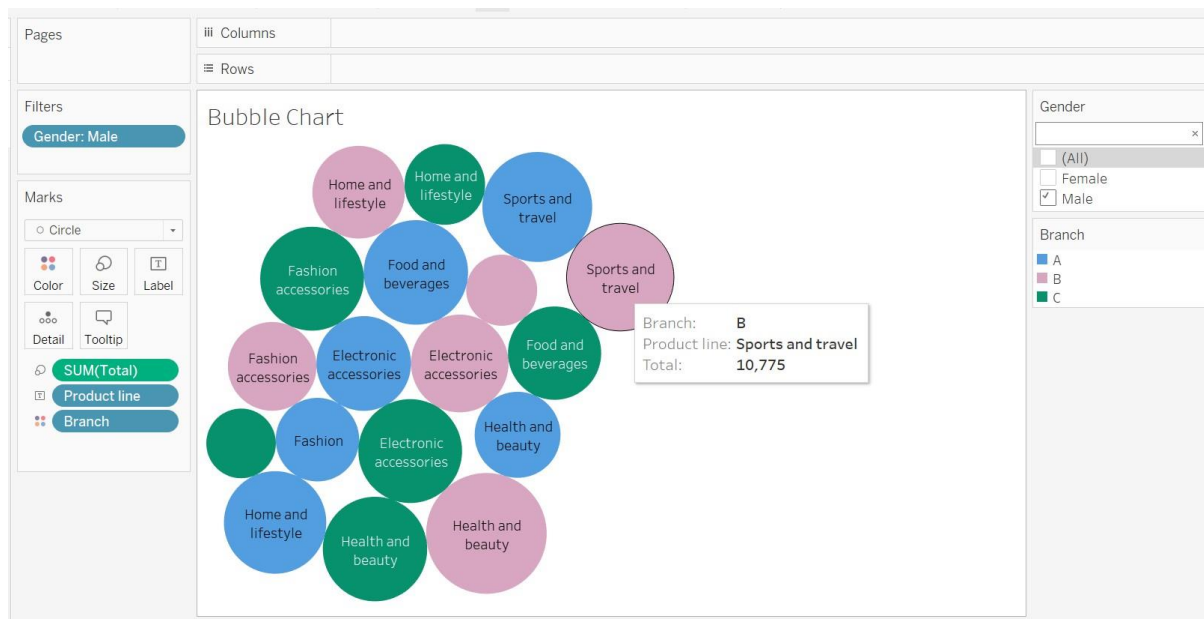 Pages
Columns
Rows
Filters
Gender: Male
Marks
Circle
Color
Size
Label
Detail
Tooltip
SUM(Total)
Product line
Branch
Bubble Chart
Home and
lifestyle
Home and
lifestyle
Sports and
travel
Fashion
accessories
Food and
beverages
Sports and
travel
Fashion
accessories
Electronic
accessories
Electronic
accessories
Food and
beverages
Fashion
Electronic
accessories
Health and
beauty
Home and
lifestyle
Health and
beauty
Health and
beauty
Branch: B
Product line: Sports and travel
Total: 10,775
Gender
(All)
Female
Male
Branch
A
B
C